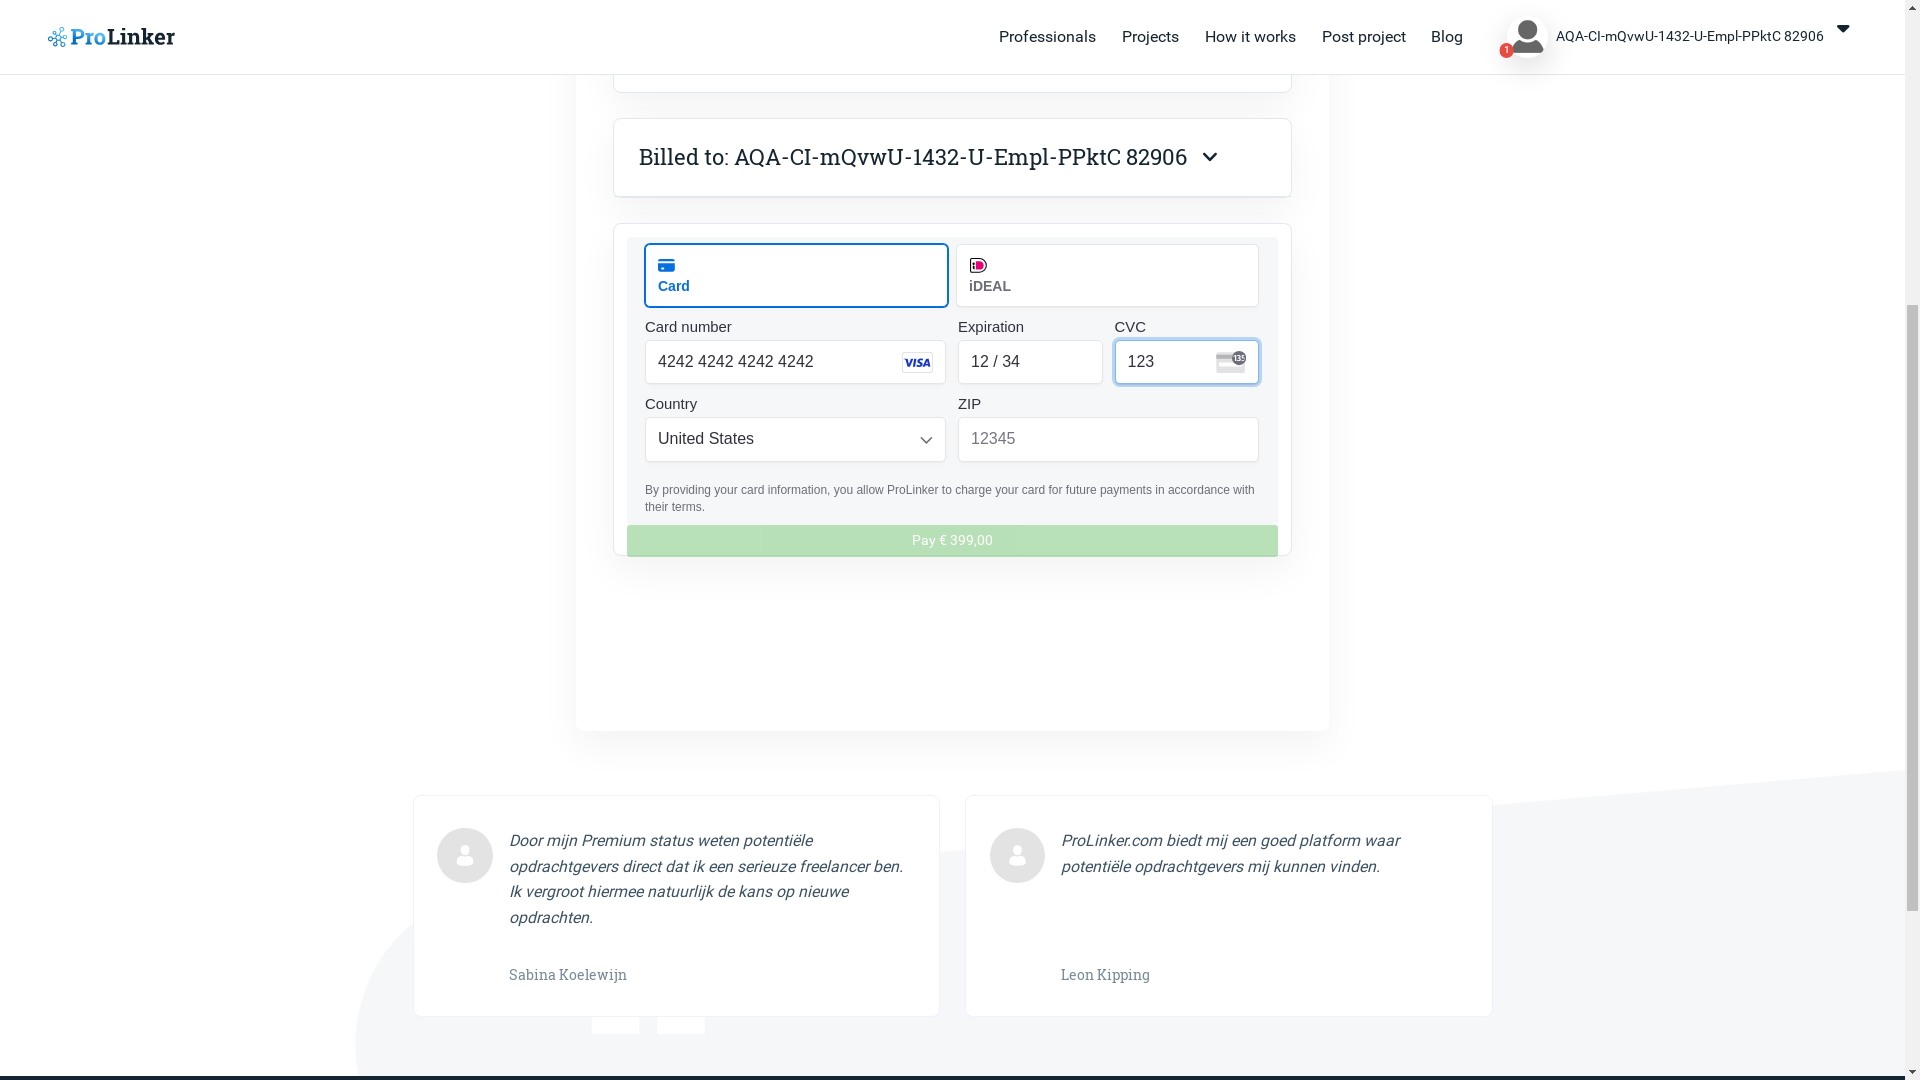 ProLinker
Professionals
Projects
How it works
Post project
Blog
1
AQA-CI-mQvwU-1432-U-Empl-PPktC 82906
Billed to: AQA-CI-mQvwU-1432-U-Empl-PPktC 82906
Card
iDEAL
Card number
Expiration
CVC
4242 4242 4242 4242
VISA
12 / 34
123
135
Country
ZIP
United States
12345
By providing your card information, you allow ProLinker to charge your card for future payments in accordance with
their terms.
Pay € 399,00
Door mijn Premium status weten potentiële
opdrachtgevers direct dat ik een serieuze freelancer ben.
Ik vergroot hiermee natuurlijk de kans op nieuwe
opdrachten.
Sabina Koelewijn
ProLinker.com biedt mij een goed platform waar
potentiële opdrachtgevers mij kunnen vinden.
Leon Kipping